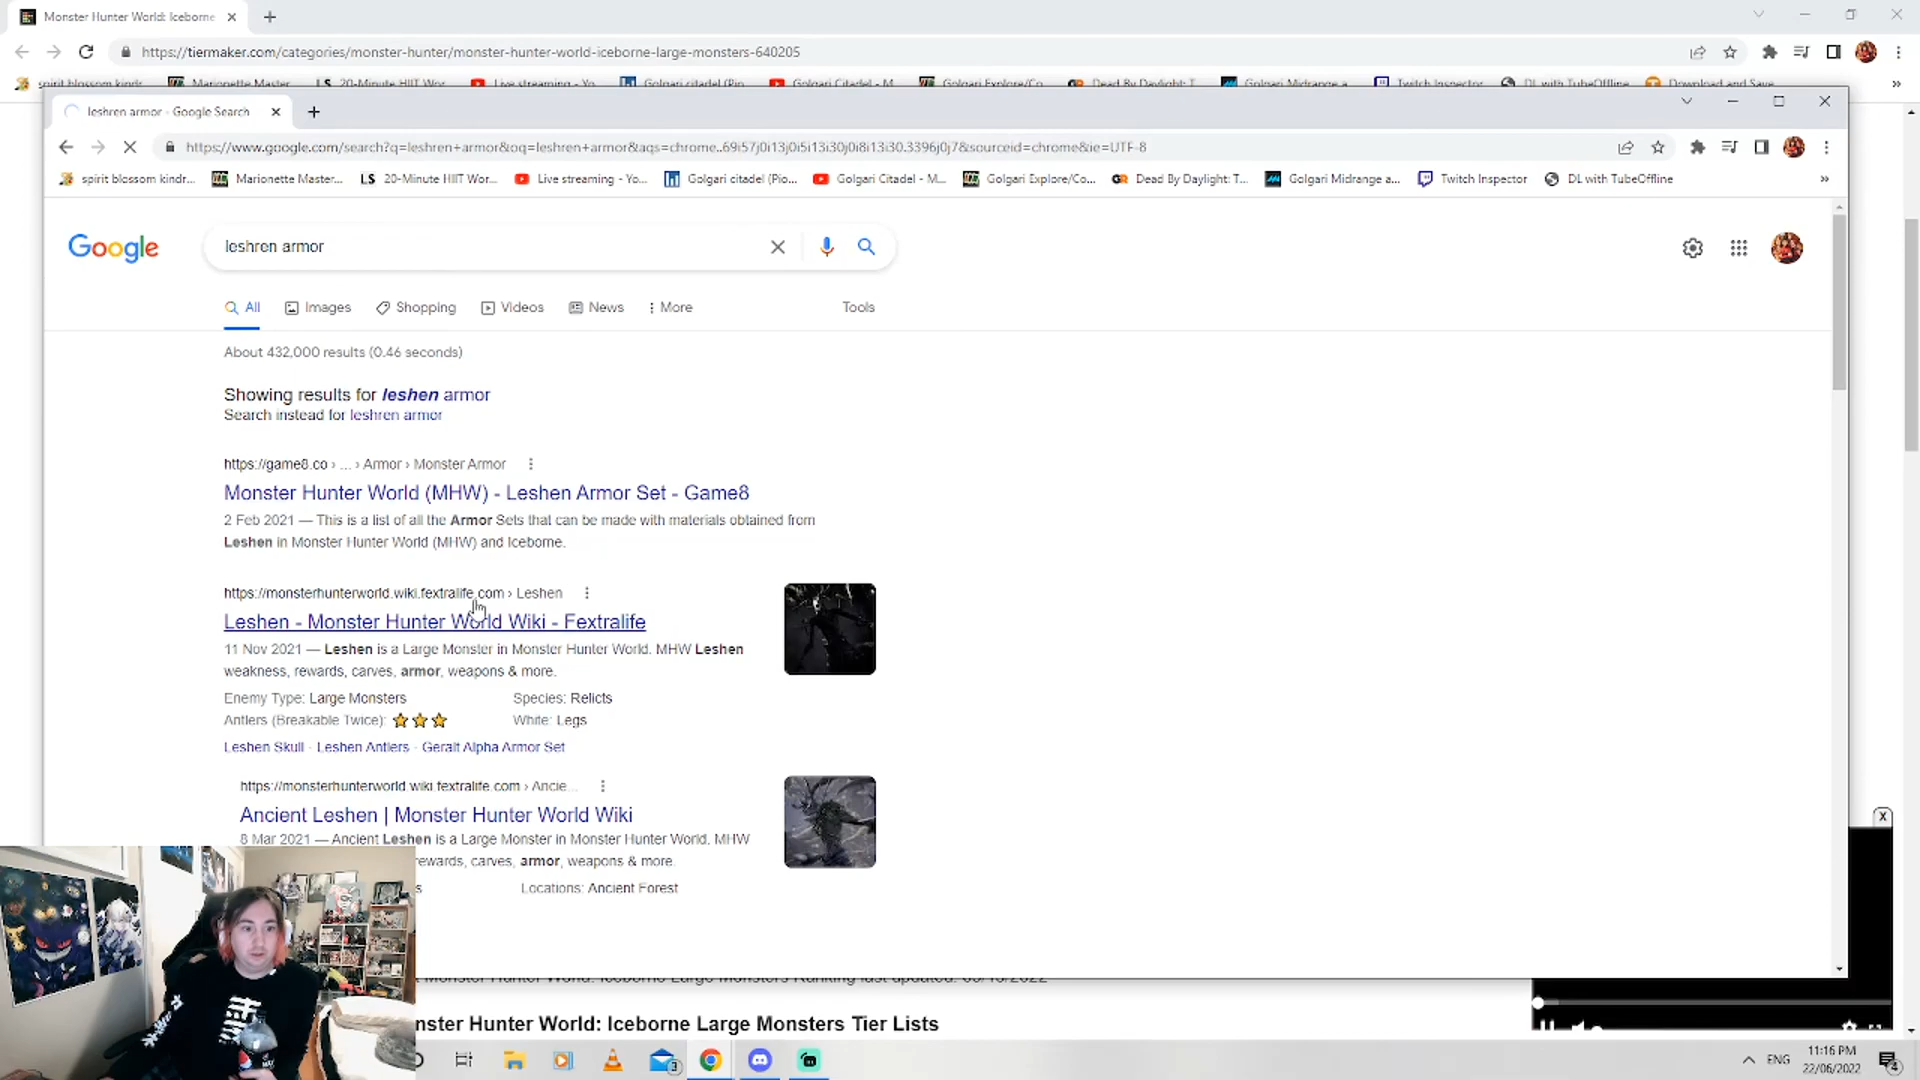 Monster Hunter World: Iceborne
https://tiermaker.com/categories/monster-hunter/monster-hunter-world-iceborne-large-monsters-640205
leshren armor - Google Search
https://www.google.com/search?q=leshren+armor&oq=leshren+armor&aqs=chrome..69i57j0i13j0i5i13i30j0i8i13i30.3396j0j7&sourceid=chrome&ie=UTF-8
spirit blossom kindr... Marionette Master... LS 20-Minute HIIT Wor... Live streaming - Yo... Golgari citadel (Pio... Golgari Citadel - M... Golgari Explore/Co... Dead By Daylight: T... Golgari Midrange a... Twitch Inspector DL with TubeOffline »
Google leshren armor
All Images Shopping Videos News More Tools
About 432,000 results (0.46 seconds)
Showing results for leshen armor
Search instead for leshren armor
https://game8.co › ... › Armor › Monster Armor
Monster Hunter World (MHW) - Leshen Armor Set - Game8
2 Feb 2021 — This is a list of all the Armor Sets that can be made with materials obtained from
Leshen in Monster Hunter World (MHW) and Iceborne.
https://monsterhunterworld.wiki.fextralife.com › Leshen
Leshen - Monster Hunter World Wiki - Fextralife
11 Nov 2021 — Leshen is a Large Monster in Monster Hunter World. MHW Leshen
weakness, rewards, carves, armor, weapons & more.
Enemy Type: Large Monsters Species: Relicts
Antlers (Breakable Twice): White: Legs
Leshen Skull · Leshen Antlers · Geralt Alpha Armor Set
https://monsterhunterworld.wiki.fextralife.com › Ancie...
Ancient Leshen | Monster Hunter World Wiki
8 Mar 2021 — Ancient Leshen is a Large Monster in Monster Hunter World. MHW
ewards, carves, armor, weapons & more.
s Locations: Ancient Forest
X
nster Hunter World: Iceborne Large Monsters Tier Lists
3
ENG
11:16 PM
22/06/2022
4